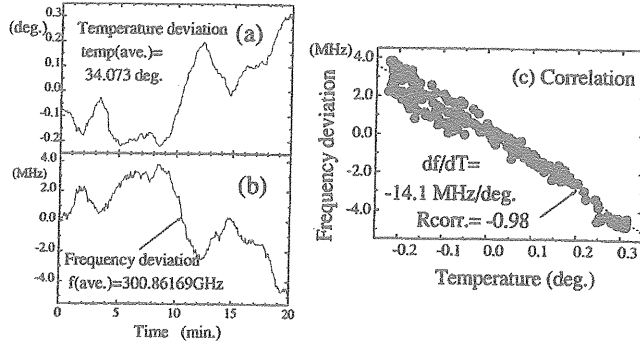 0.3
(deg.)
Temperature deviation
(a)
0.2
temp(ave.)=
34.073 deg.
0.1
0.0
-0.1
-0.2
4.0
(MHz)
(b)
2.0
0.0
-2.0
Frequency deviation
f(ave.)=300.86169GHz
-4.0
0 5 10 15 20
Time (min.)
(MHz)
4.0
(c) Correlation
2.0
0.0
df/dT=
-14.1 MHz/deg.
-2.0
Rcorr.= -0.98
-4.0
Frequency deviation
-0.2 -0.1 0.0 0.1 0.2 0.3
Temperature (deg.)